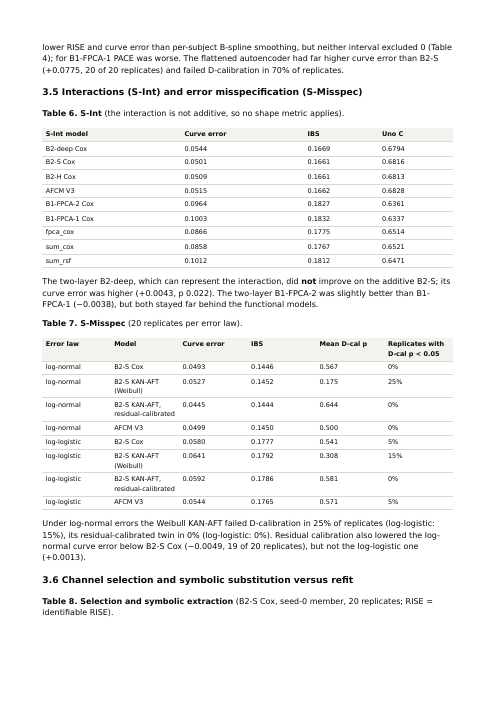 lower RISE and curve error than per-subject B-spline smoothing, but neither interval excluded 0 (Table
4); for B1-FPCA-1 PACE was worse. The flattened autoencoder had far higher curve error than B2-S
(+0.0775, 20 of 20 replicates) and failed D-calibration in 70% of replicates.
3.5 Interactions (S-Int) and error misspecification (S-Misspec)
Table 6. S-Int (the interaction is not additive, so no shape metric applies).
S-Int model Curve error IBS Uno C
B2-deep Cox 0.0544 0.1669 0.6794
B2-S Cox 0.0501 0.1661 0.6816
B2-H Cox 0.0509 0.1661 0.6813
AFCM V3 0.0515 0.1662 0.6828
B1-FPCA-2 Cox 0.0964 0.1827 0.6361
B1-FPCA-1 Cox 0.1003 0.1832 0.6337
fpca_cox 0.0866 0.1775 0.6514
sum_cox 0.0858 0.1767 0.6521
sum_rsf 0.1012 0.1812 0.6471
The two-layer B2-deep, which can represent the interaction, did not improve on the additive B2-S; its
curve error was higher (+0.0043, p 0.022). The two-layer B1-FPCA-2 was slightly better than B1-
FPCA-1 (−0.0038), but both stayed far behind the functional models.
Table 7. S-Misspec (20 replicates per error law).
Error law Model Curve error IBS Mean D-cal p Replicates with
D-cal p < 0.05
log-normal B2-S Cox 0.0493 0.1446 0.567 0%
log-normal B2-S KAN-AFT 0.0527 0.1452 0.175 25%
(Weibull)
log-normal B2-S KAN-AFT, 0.0445 0.1444 0.644 0%
residual-calibrated
log-normal AFCM V3 0.0499 0.1450 0.500 0%
log-logistic B2-S Cox 0.0580 0.1777 0.541 5%
log-logistic B2-S KAN-AFT 0.0641 0.1792 0.308 15%
(Weibull)
log-logistic B2-S KAN-AFT, 0.0592 0.1786 0.581 0%
residual-calibrated
log-logistic AFCM V3 0.0544 0.1765 0.571 5%
Under log-normal errors the Weibull KAN-AFT failed D-calibration in 25% of replicates (log-logistic:
15%), its residual-calibrated twin in 0% (log-logistic: 0%). Residual calibration also lowered the log-
normal curve error below B2-S Cox (−0.0049, 19 of 20 replicates), but not the log-logistic one
(+0.0013).
3.6 Channel selection and symbolic substitution versus refit
Table 8. Selection and symbolic extraction (B2-S Cox, seed-0 member, 20 replicates; RISE =
identifiable RISE).